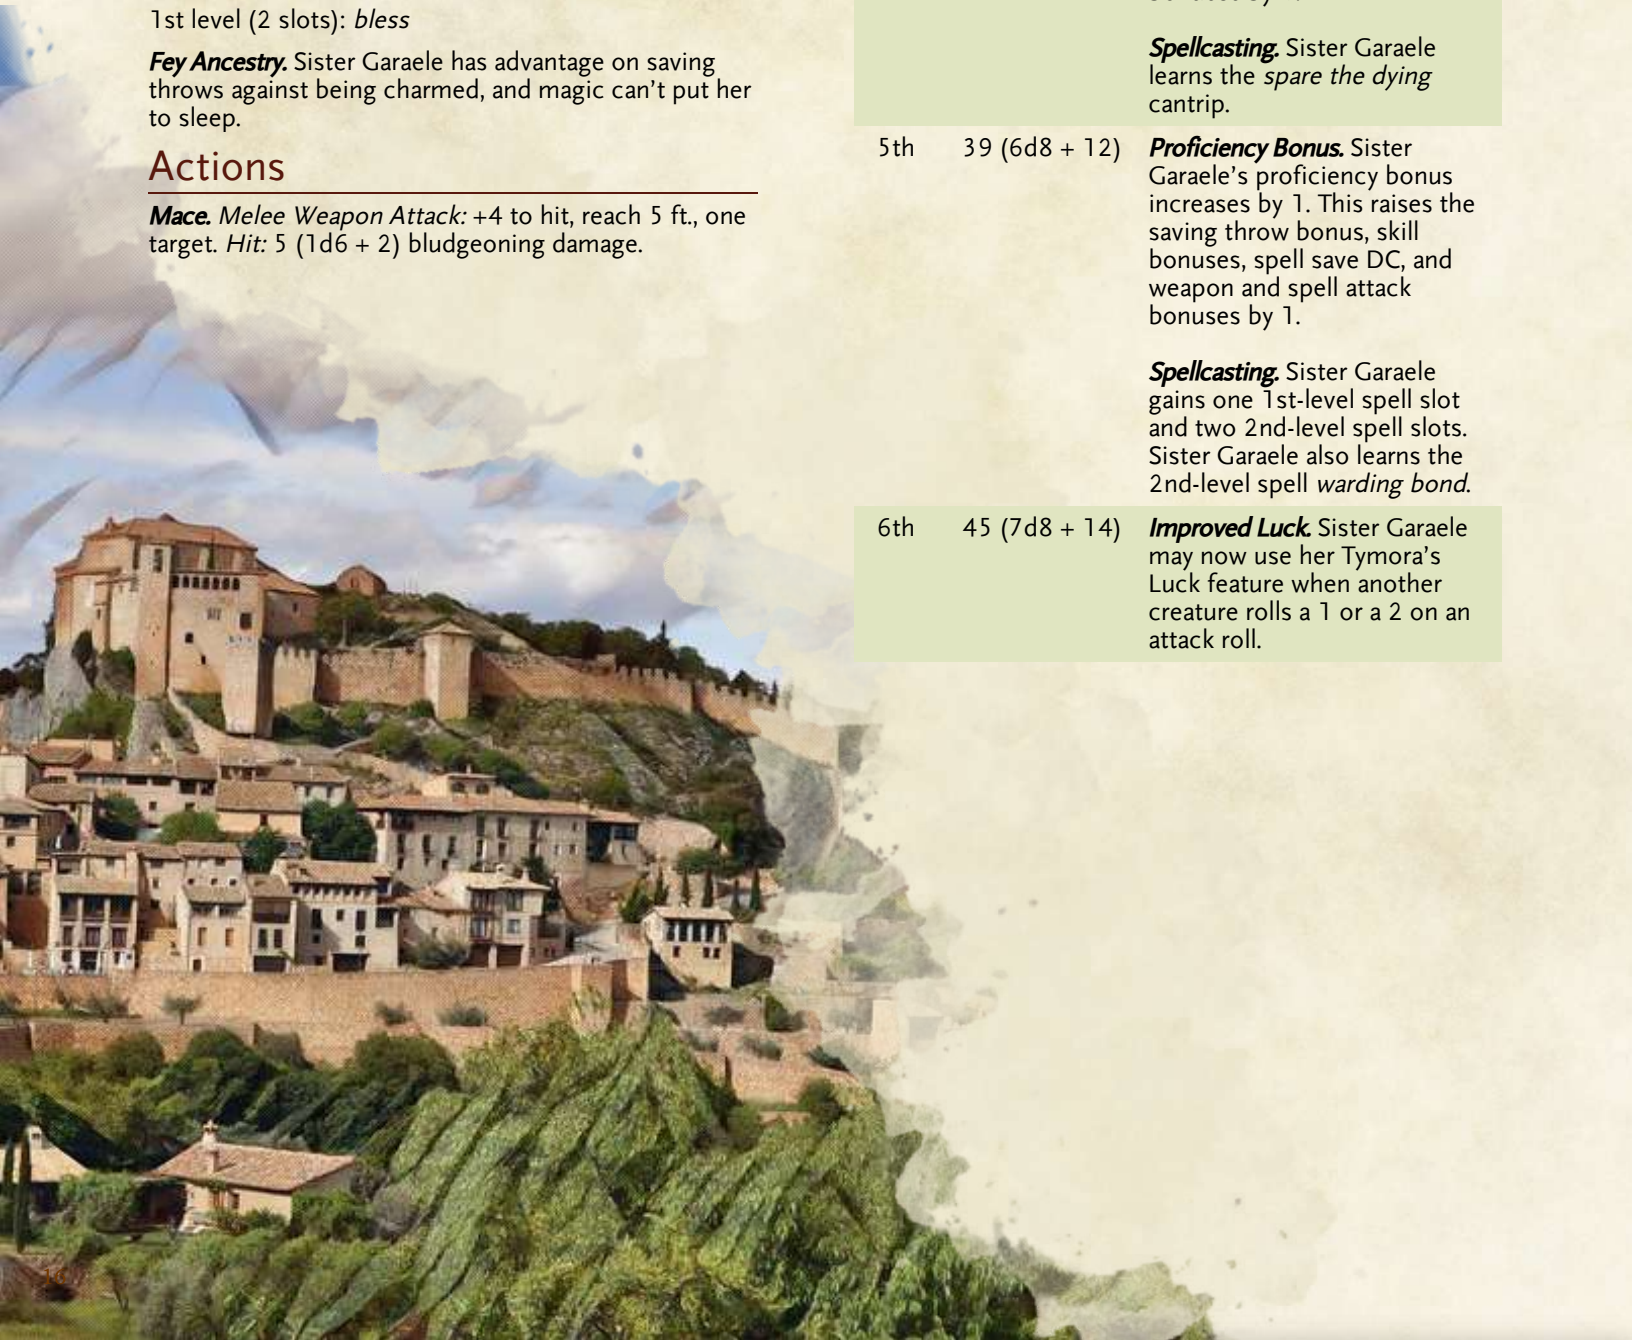 1st level (2 slots): bless
Fey Ancestry. Sister Garaele has advantage on saving
throws against being charmed, and magic can't put her
to sleep.
Actions
Mace. Melee Weapon Attack: +4 to hit, reach 5 ft., one
target. Hit: 5 (1d6 + 2) bludgeoning damage.
Spellcasting. Sister Garaele
learns the spare the dying
cantrip.
5th 39 (6d8 + 12) Proficiency Bonus. Sister
Garaele's proficiency bonus
increases by 1. This raises the
saving throw bonus, skill
bonuses, spell save DC, and
weapon and spell attack
bonuses by 1.
Spellcasting. Sister Garaele
gains one 1st-level spell slot
and two 2nd-level spell slots.
Sister Garaele also learns the
2nd-level spell warding bond.
6th 45 (7d8 + 14) Improved Luck. Sister Garaele
may now use her Tymora's
Luck feature when another
creature rolls a 1 or a 2 on an
attack roll.